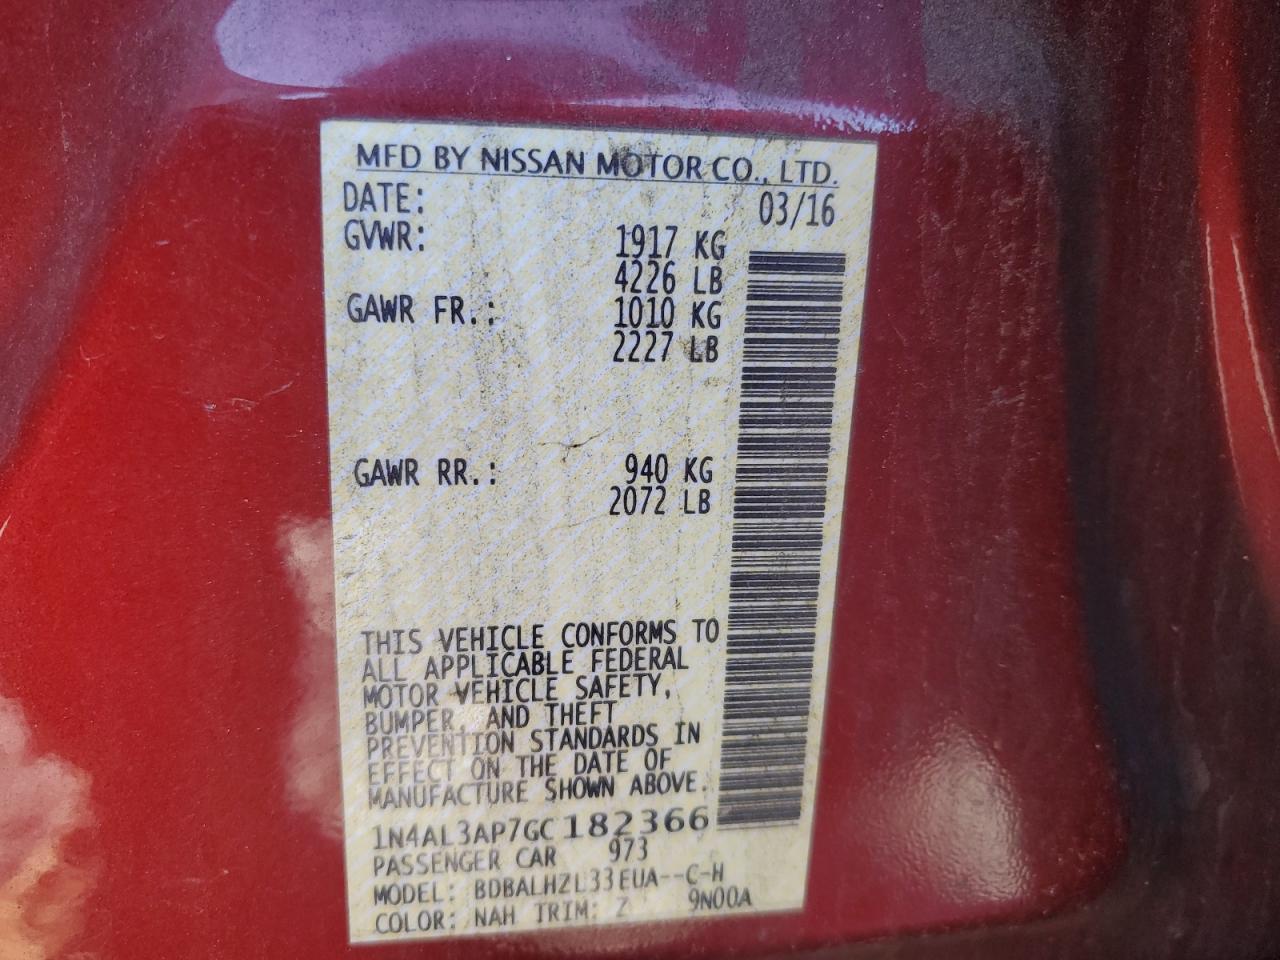 MFD BY NISSAN MOTOR CO., LTD.
DATE: 03/16
GVWR: 1917 KG
4226 LB
GAWR FR.: 1010 KG
2227 LB
GAWR RR.: 940 KG
2072 LB
THIS VEHICLE CONFORMS TO
ALL APPLICABLE FEDERAL
MOTOR VEHICLE SAFETY,
BUMPER, AND THEFT
PREVENTION STANDARDS IN
EFFECT ON THE DATE OF
MANUFACTURE SHOWN ABOVE.
1N4AL3AP7GC182366
PASSENGER CAR 973
MODEL: BDBALHZL33EUA--C-H
COLOR: NAH TRIM: Z 9N00A